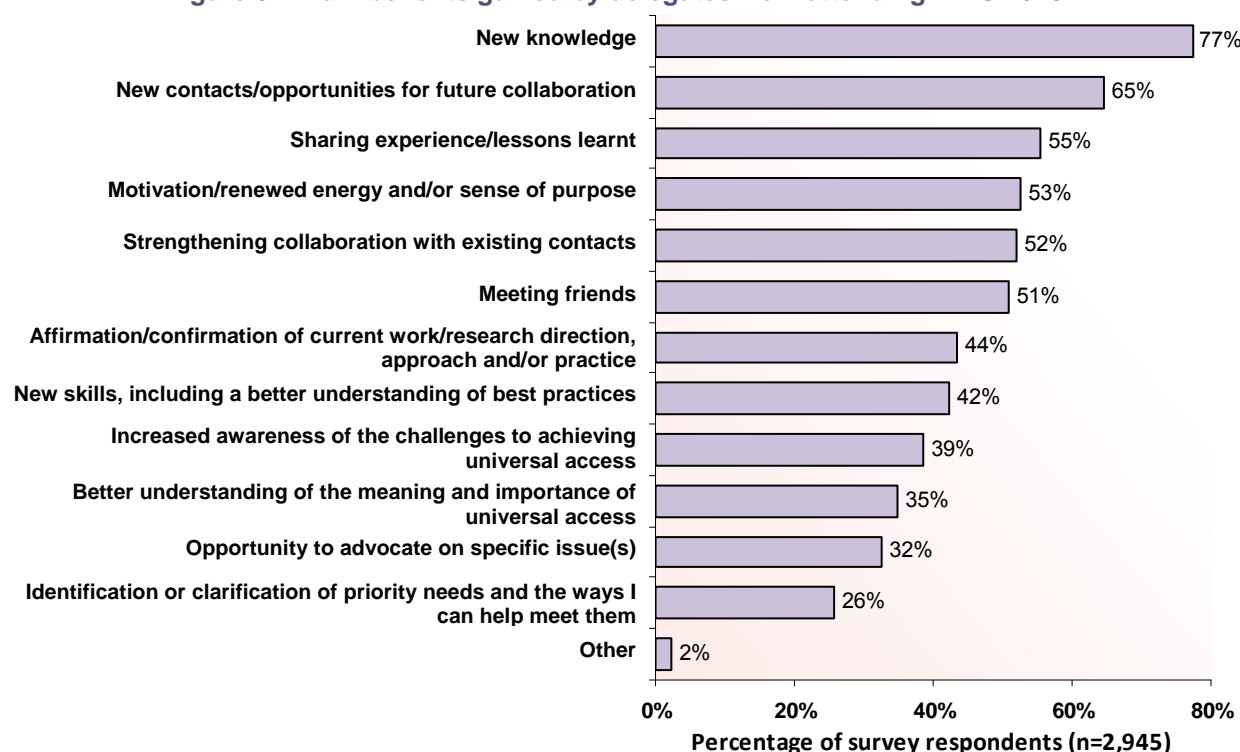 New knowledge
77%
New contacts/opportunities for future collaboration
65%
Sharing experience/lessons learnt
55%
Motivation/renewed energy and/or sense of purpose
53%
Strengthening collaboration with existing contacts
52%
Meeting friends
51%
Affirmation/confirmation of current work/research direction,
approach and/or practice
44%
New skills, including a better understanding of best practices
42%
Increased awareness of the challenges to achieving
universal access
39%
Better understanding of the meaning and importance of
universal access
35%
Opportunity to advocate on specific issue(s)
32%
Identification or clarification of priority needs and the ways I
can help meet them
26%
Other
2%
0% 20% 40% 60% 80%
Percentage of survey respondents (n=2,945)